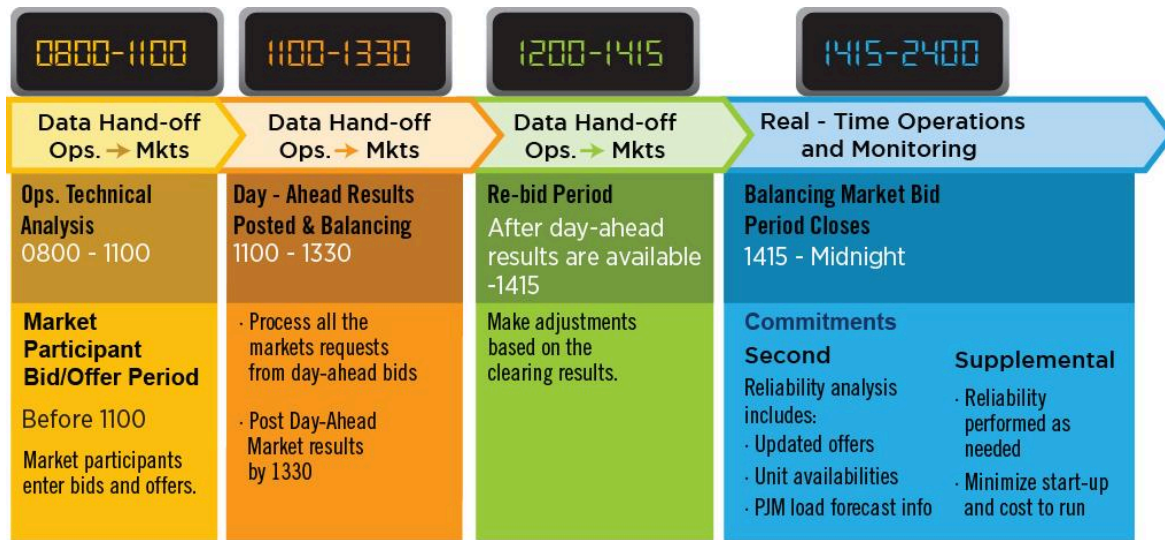 0800-1100
1100-1330
1200-1415
1415-2400
Data Hand-off
Ops. → Mkts
Data Hand-off
Ops. → Mkts
Data Hand-off
Ops. → Mkts
Real - Time Operations
and Monitoring
Ops. Technical
Analysis
0800 - 1100
Day - Ahead Results
Posted & Balancing
1100 - 1330
Re-bid Period
After day-ahead
results are available
-1415
Balancing Market Bid
Period Closes
1415 - Midnight
Market
Participant
Bid/Offer Period
Before 1100
Market participants
enter bids and offers.
· Process all the
markets requests
from day-ahead bids
· Post Day-Ahead
Market results
by 1330
Make adjustments
based on the
clearing results.
Commitments
Second
Reliability analysis
includes:
· Updated offers
· Unit availabilities
· PJM load forecast info
Supplemental
· Reliability
performed as
needed
· Minimize start-up
and cost to run